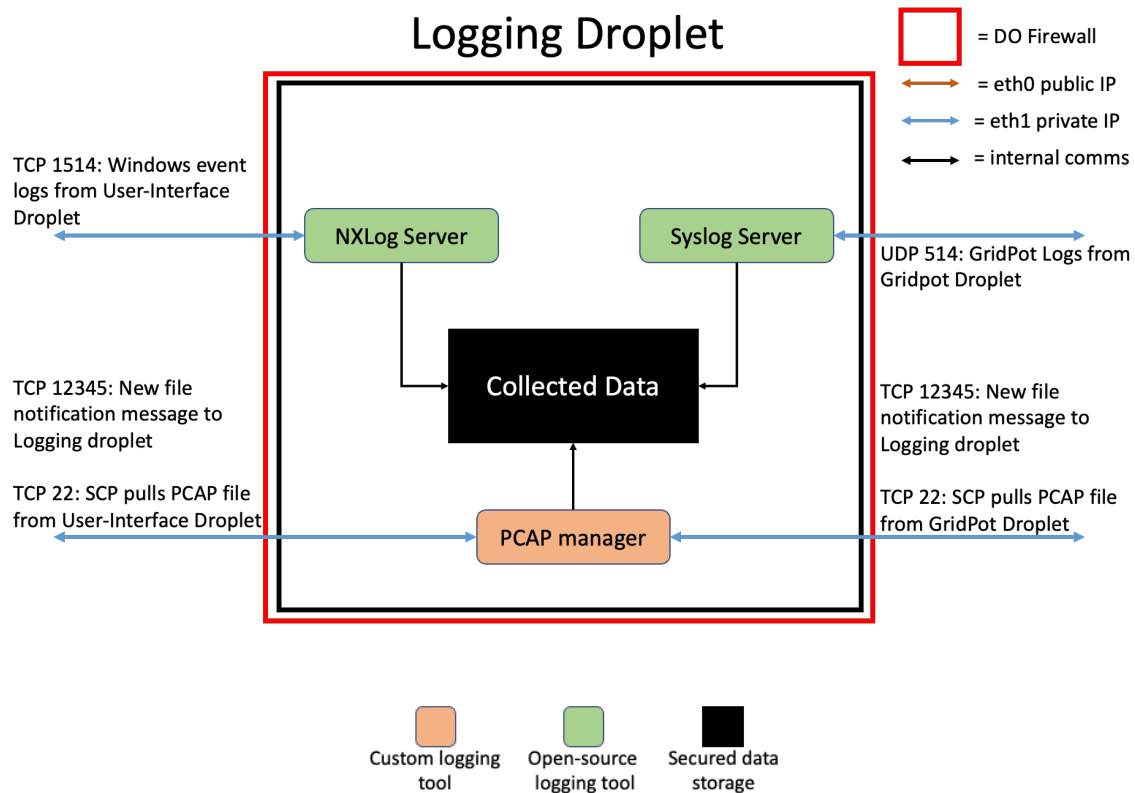 Logging Droplet
= DO Firewall
= eth0 public IP
= eth1 private IP
= internal comms
TCP 1514: Windows event
logs from User-Interface
Droplet
NXLog Server
Syslog Server
UDP 514: GridPot Logs from
Gridpot Droplet
Collected Data
TCP 12345: New file
notification message to
Logging droplet
TCP 12345: New file
notification message to
Logging droplet
TCP 22: SCP pulls PCAP file
from User-Interface Droplet
TCP 22: SCP pulls PCAP file
from GridPot Droplet
PCAP manager
Custom logging
tool
Open-source
logging tool
Secured data
storage